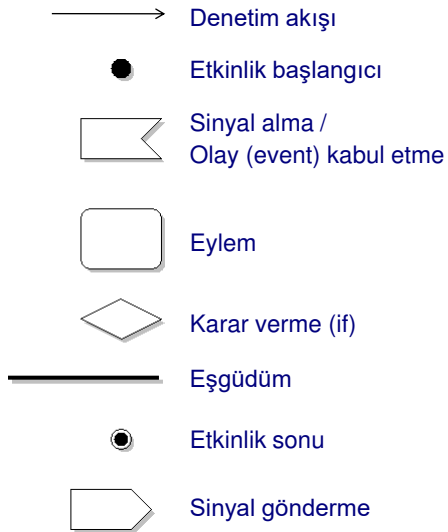 Denetim akışı
Etkinlik başlangıcı
Sinyal alma /
Olay (event) kabul etme
Eylem
Karar verme (if)
Eşgüdüm
Etkinlik sonu
Sinyal gönderme